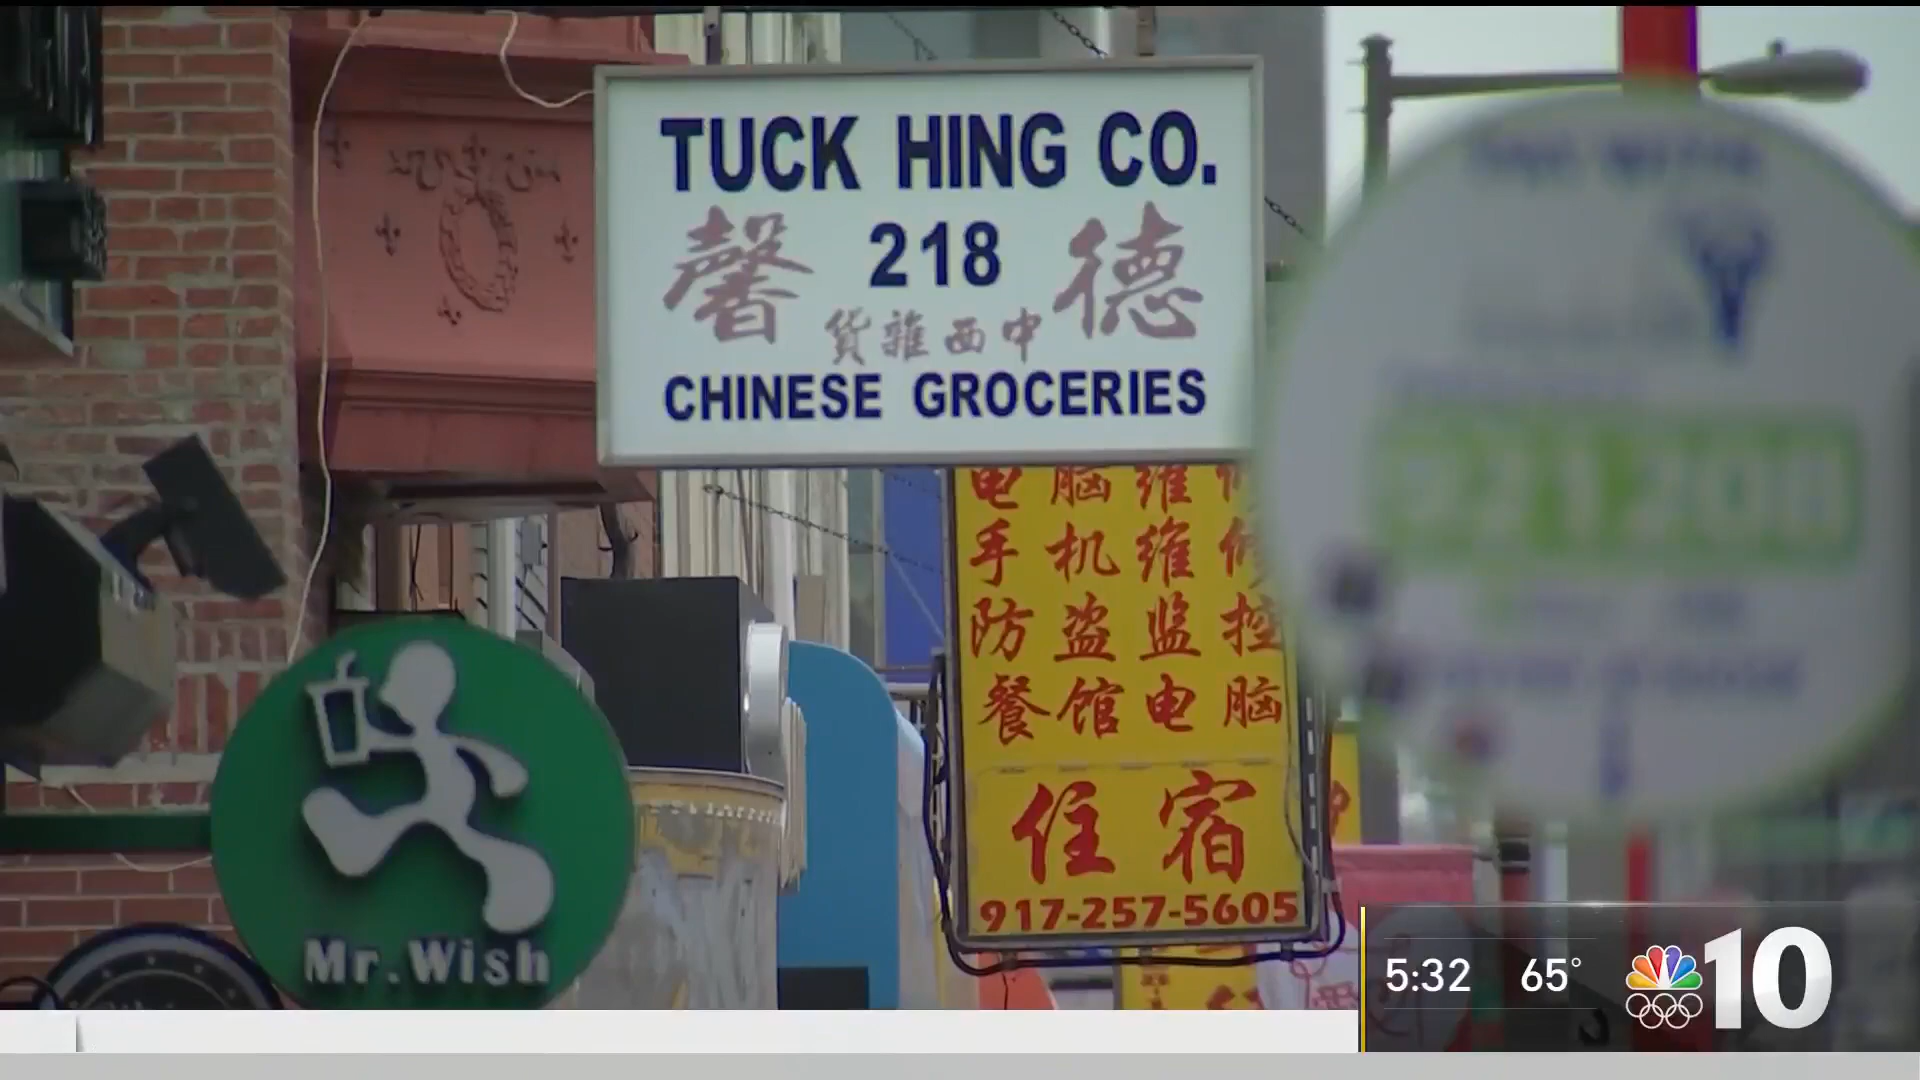 TUCK HING CO.
馨 218 德
貨雜西中
CHINESE GROCERIES
电脑维
手机维修
防盗监控
餐馆电脑
住宿
917-257-5605
Mr.Wish
5:32 65° 10